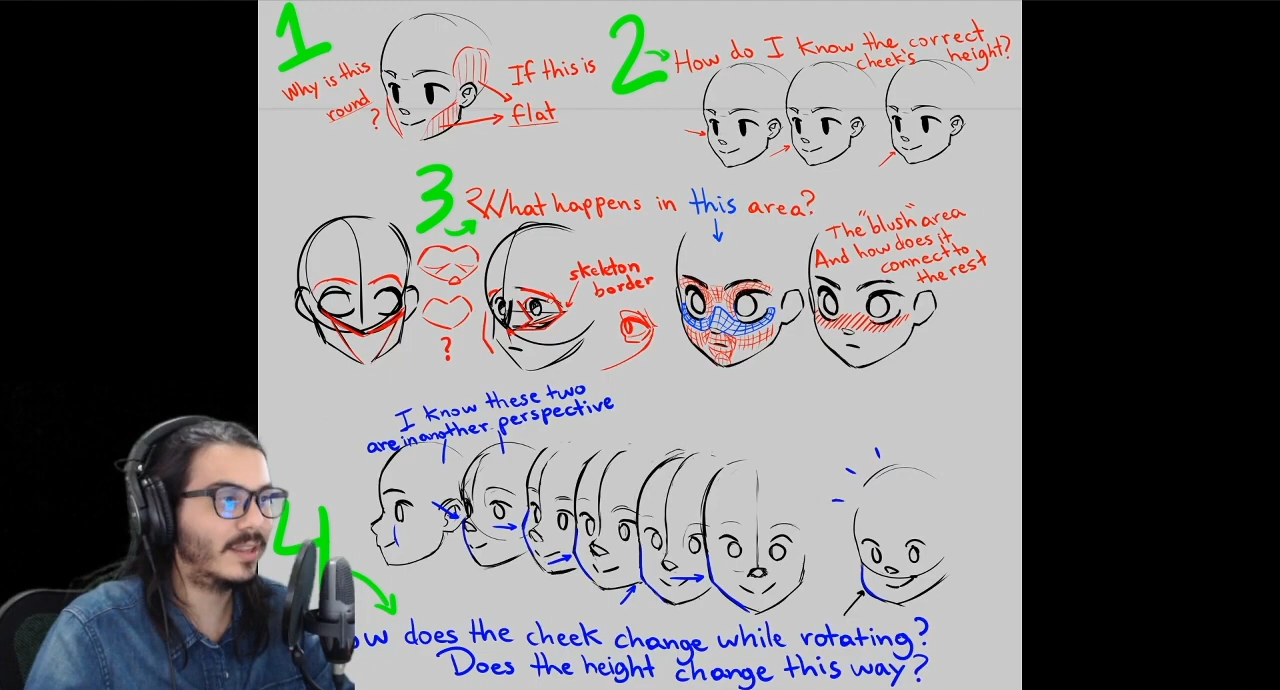 1
Why is this
round
?
If this is
flat
2
How do I know the correct
cheek's height?
3
What happens in this area?
?
skeleton
border
The "blush" area
And how does it
connect to
the rest
I know these two
are in another perspective
4
does the cheek change while rotating?
Does the height change this way?